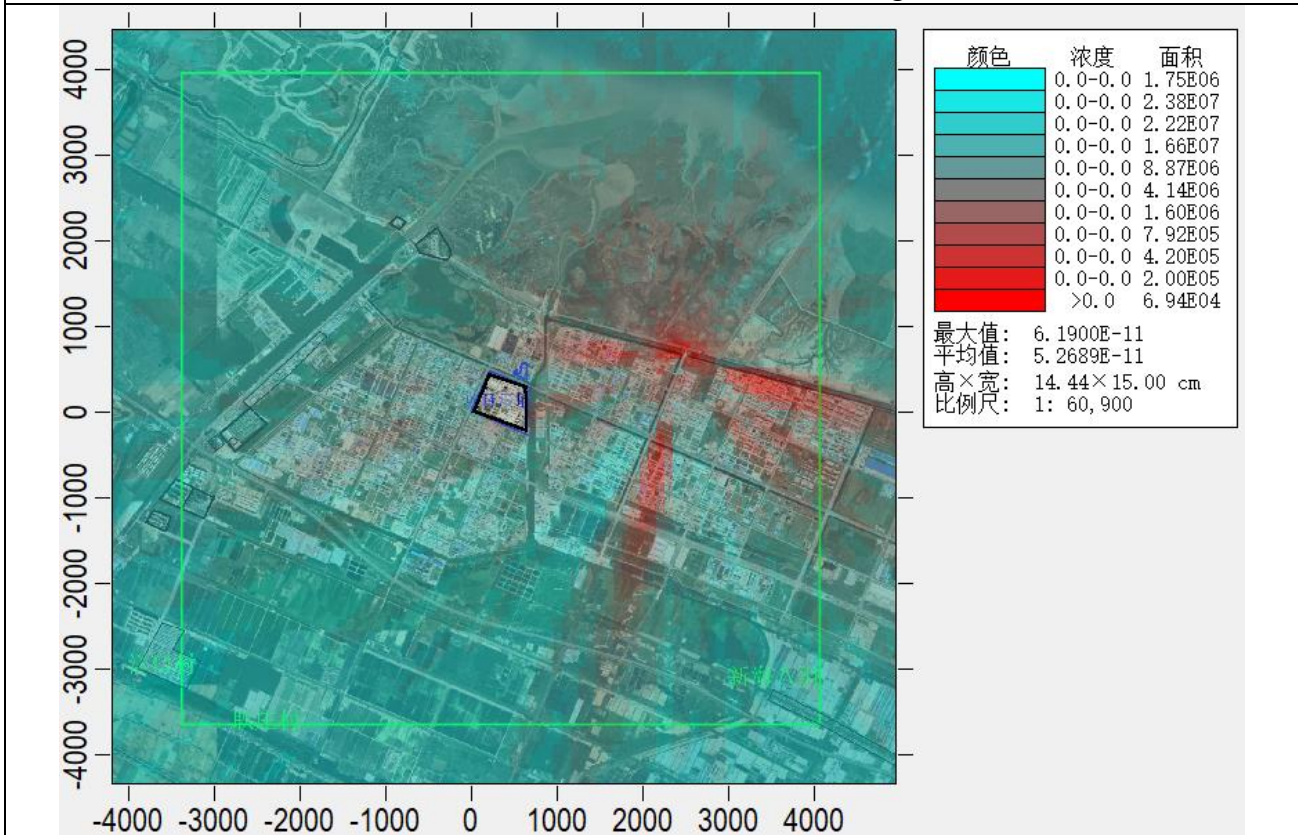 4000
3000
2000
1000
0
-1000
-2000
-3000
-4000
-4000 -3000 -2000 -1000 0 1000 2000 3000 4000
颜色 浓度 面积
0.0-0.0 1.75E06
0.0-0.0 2.38E07
0.0-0.0 2.22E07
0.0-0.0 1.66E07
0.0-0.0 8.87E06
0.0-0.0 4.14E06
0.0-0.0 1.60E06
0.0-0.0 7.92E05
0.0-0.0 4.20E05
0.0-0.0 2.00E05
>0.0 6.94E04
最大值: 6.1900E-11
平均值: 5.2689E-11
高×宽: 14.44×15.00 cm
比例尺: 1: 60,900